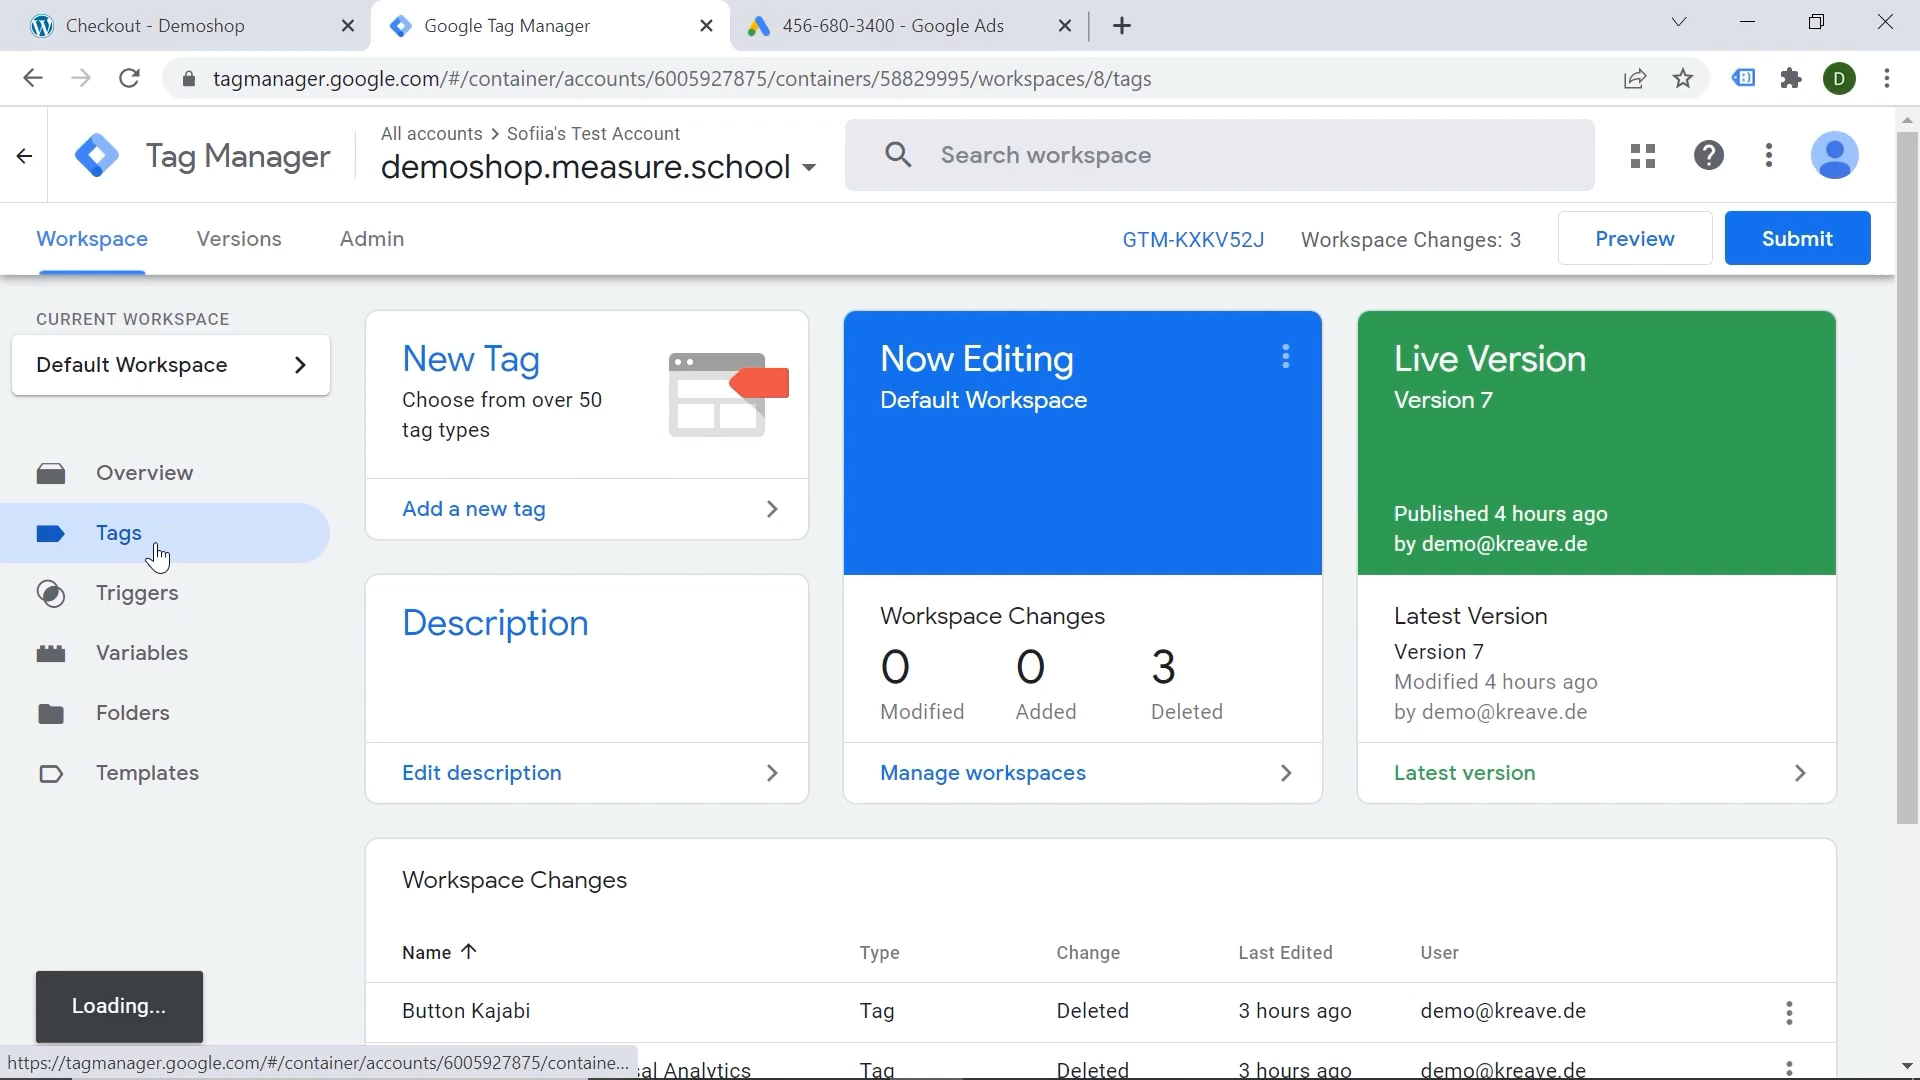 Checkout - Demoshop
Google Tag Manager
456-680-3400 - Google Ads
tagmanager.google.com/#/container/accounts/6005927875/containers/58829995/workspaces/8/tags
D
Tag Manager
All accounts > Sofiia's Test Account
demoshop.measure.school
Search workspace
Workspace
Versions
Admin
GTM-KXKV52J
Workspace Changes: 3
Preview
Submit
CURRENT WORKSPACE
Default Workspace
Overview
Tags
Triggers
Variables
Folders
Templates
New Tag
Choose from over 50
tag types
Add a new tag
Description
Edit description
Now Editing
Default Workspace
Workspace Changes
0 0 3
Modified Added Deleted
Manage workspaces
Live Version
Version 7
Published 4 hours ago
by demo@kreave.de
Latest Version
Version 7
Modified 4 hours ago
by demo@kreave.de
Latest version
Workspace Changes
Name Type Change Last Edited User
Button Kajabi Tag Deleted 3 hours ago demo@kreave.de
sal Analytics Tag Deleted 3 hours ago demo@kreave.de
Loading...
https://tagmanager.google.com/#/container/accounts/6005927875/containe...